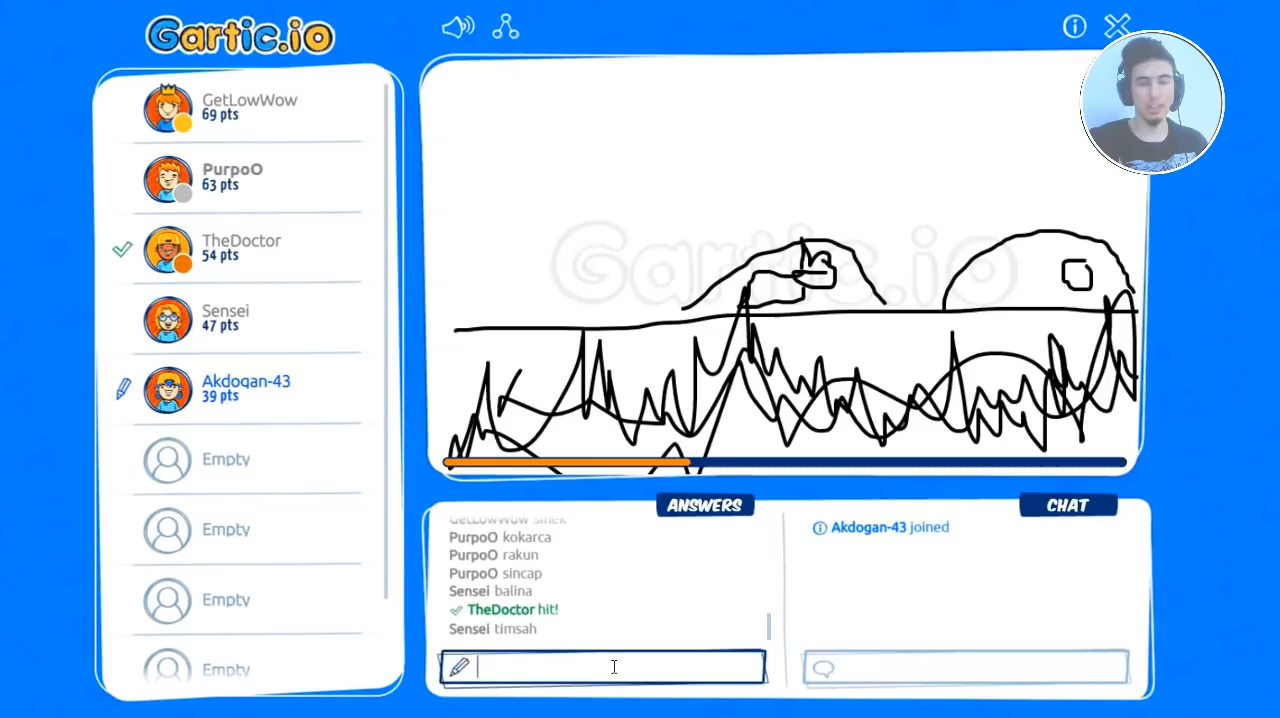 Gartic.io
GetLowWow
69 pts
PurpoO
63 pts
TheDoctor
54 pts
Sensei
47 pts
Akdogan-43
39 pts
Empty
Empty
Empty
Empty
Gartic.io
ANSWERS
GetLowWow sinek
PurpoO kokarca
PurpoO rakun
PurpoO sincap
Sensei balina
TheDoctor hit!
Sensei timsah
CHAT
Akdogan-43 joined